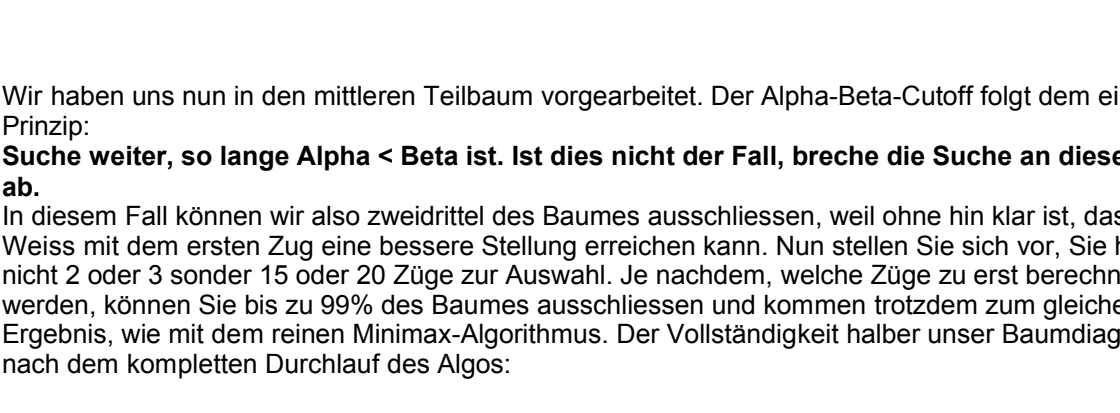 Wir haben uns nun in den mittleren Teilbaum vorgearbeitet. Der Alpha-Beta-Cutoff folgt dem ei
Prinzip:
Suche weiter, so lange Alpha < Beta ist. Ist dies nicht der Fall, breche die Suche an diese
ab.
In diesem Fall können wir also zweidrittel des Baumes ausschliessen, weil ohne hin klar ist, das
Weiss mit dem ersten Zug eine bessere Stellung erreichen kann. Nun stellen Sie sich vor, Sie h
nicht 2 oder 3 sonder 15 oder 20 Züge zur Auswahl. Je nachdem, welche Züge zu erst berechn
werden, können Sie bis zu 99% des Baumes ausschliessen und kommen trotzdem zum gleiche
Ergebnis, wie mit dem reinen Minimax-Algorithmus. Der Vollständigkeit halber unser Baumdiag
nach dem kompletten Durchlauf des Algos: